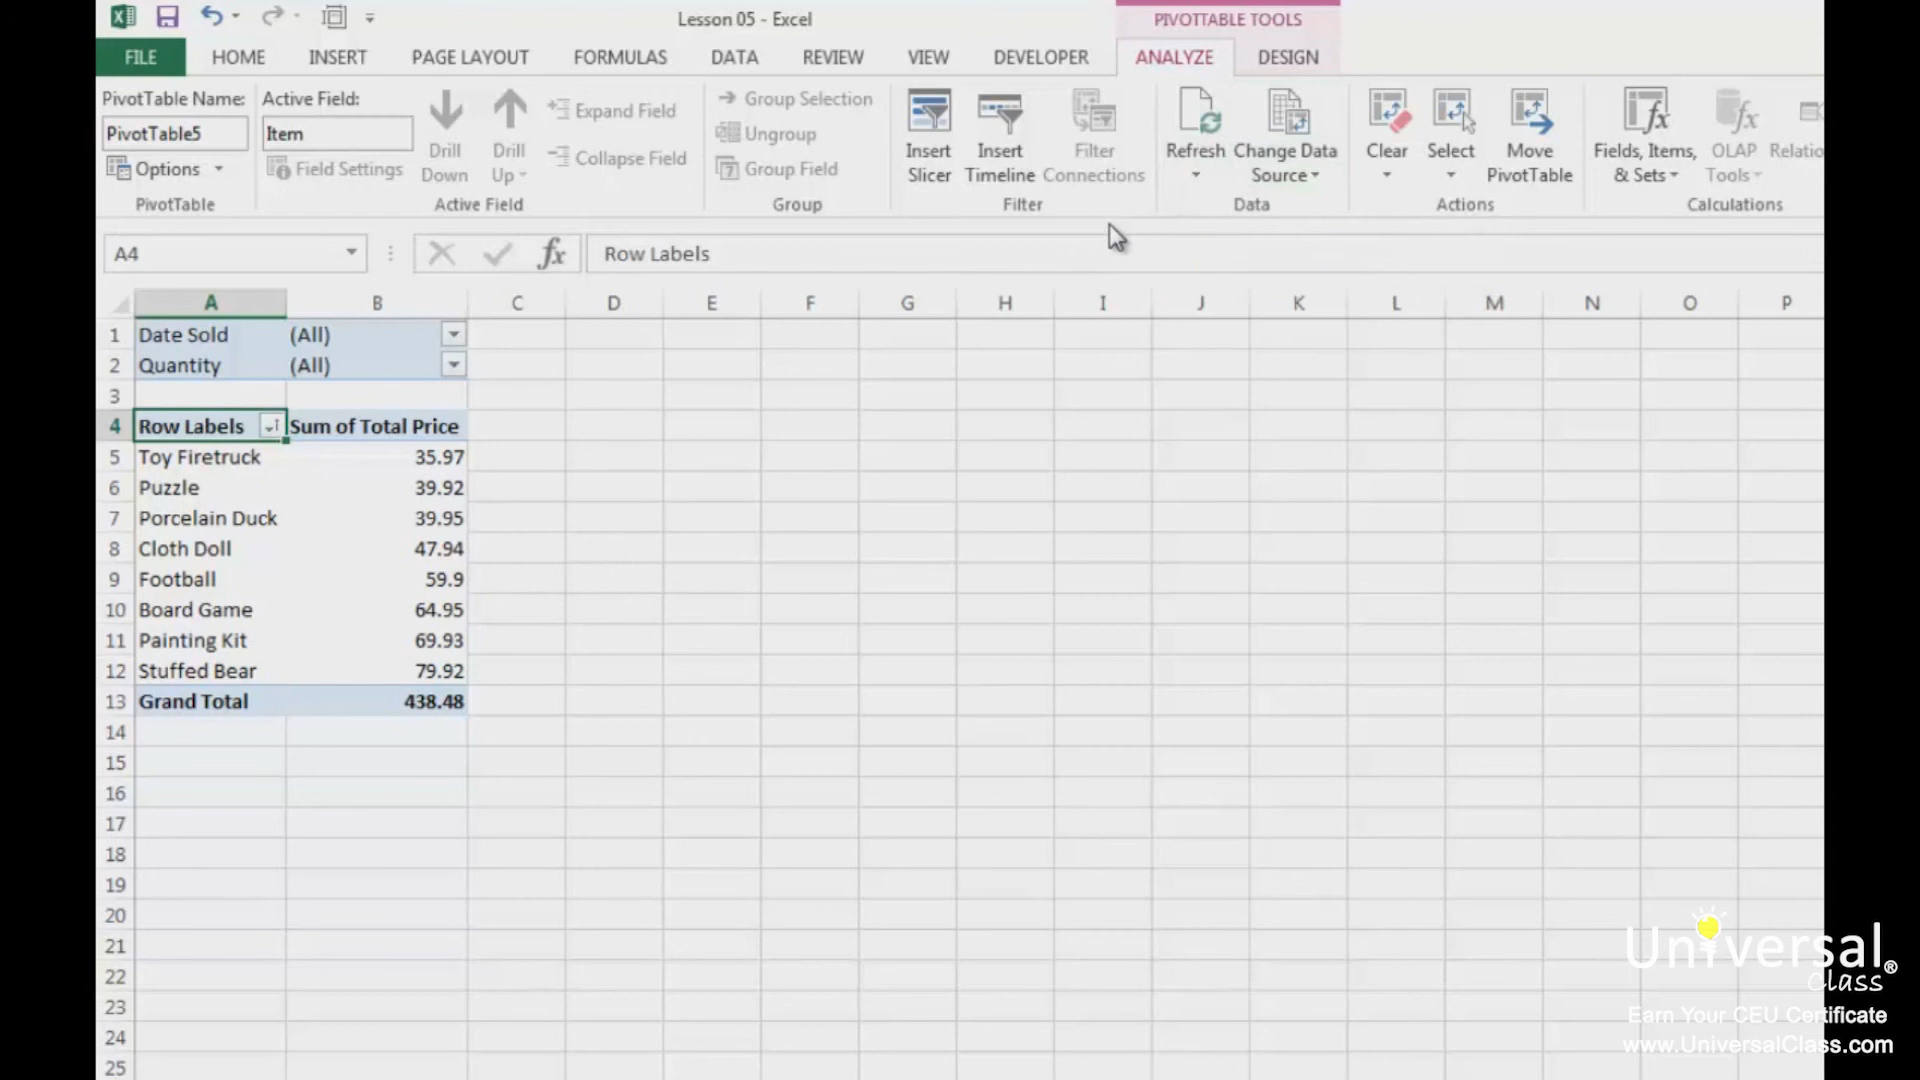 Lesson 05 - Excel
PIVOTTABLE TOOLS
FILE HOME INSERT PAGE LAYOUT FORMULAS DATA REVIEW VIEW DEVELOPER ANALYZE DESIGN
PivotTable Name:
PivotTable5
Options
PivotTable
Active Field:
Item
Field Settings
Drill
Down
Drill
Up
Expand Field
Collapse Field
Active Field
Group Selection
Ungroup
Group Field
Group
Insert
Slicer
Insert
Timeline
Filter
Connections
Filter
Refresh
Change Data
Source
Data
Clear
Select
Move
PivotTable
Actions
Fields, Items,
& Sets
OLAP
Tools
Relatio
Calculations
A4
fx
Row Labels
A B C D E F G H I J K L M N O P
1 Date Sold (All)
2 Quantity (All)
3
4 Row Labels Sum of Total Price
5 Toy Firetruck 35.97
6 Puzzle 39.92
7 Porcelain Duck 39.95
8 Cloth Doll 47.94
9 Football 59.9
10 Board Game 64.95
11 Painting Kit 69.93
12 Stuffed Bear 79.92
13 Grand Total 438.48
14
15
16
17
18
19
20
21
22
23
24
25
Universal®
Class
Earn Your CEU Certificate
www.UniversalClass.com